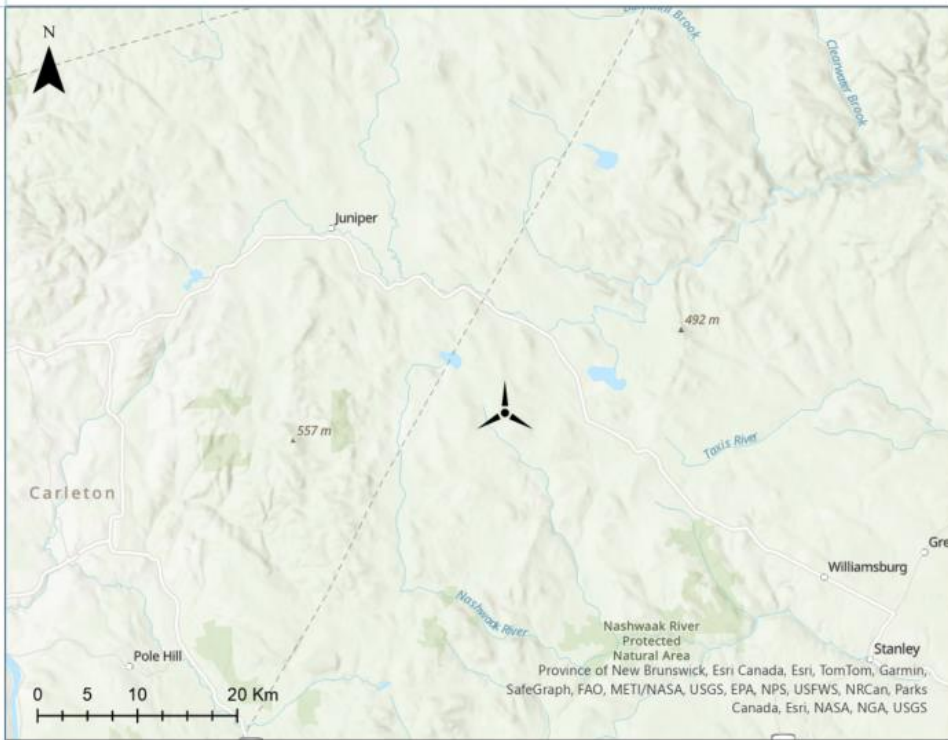 N
Clearwater Brook
Brook
Juniper
492 m
557 m
Taxis River
Carleton
Gre
Williamsburg
Nashwaak River
Nashwaak River
Protected
Natural Area
Stanley
Pole Hill
Province of New Brunswick, Esri Canada, Esri, TomTom, Garmin,
SafeGraph, FAO, METI/NASA, USGS, EPA, NPS, USFWS, NRCan, Parks
Canada, Esri, NASA, NGA, USGS
0 5 10 20 Km